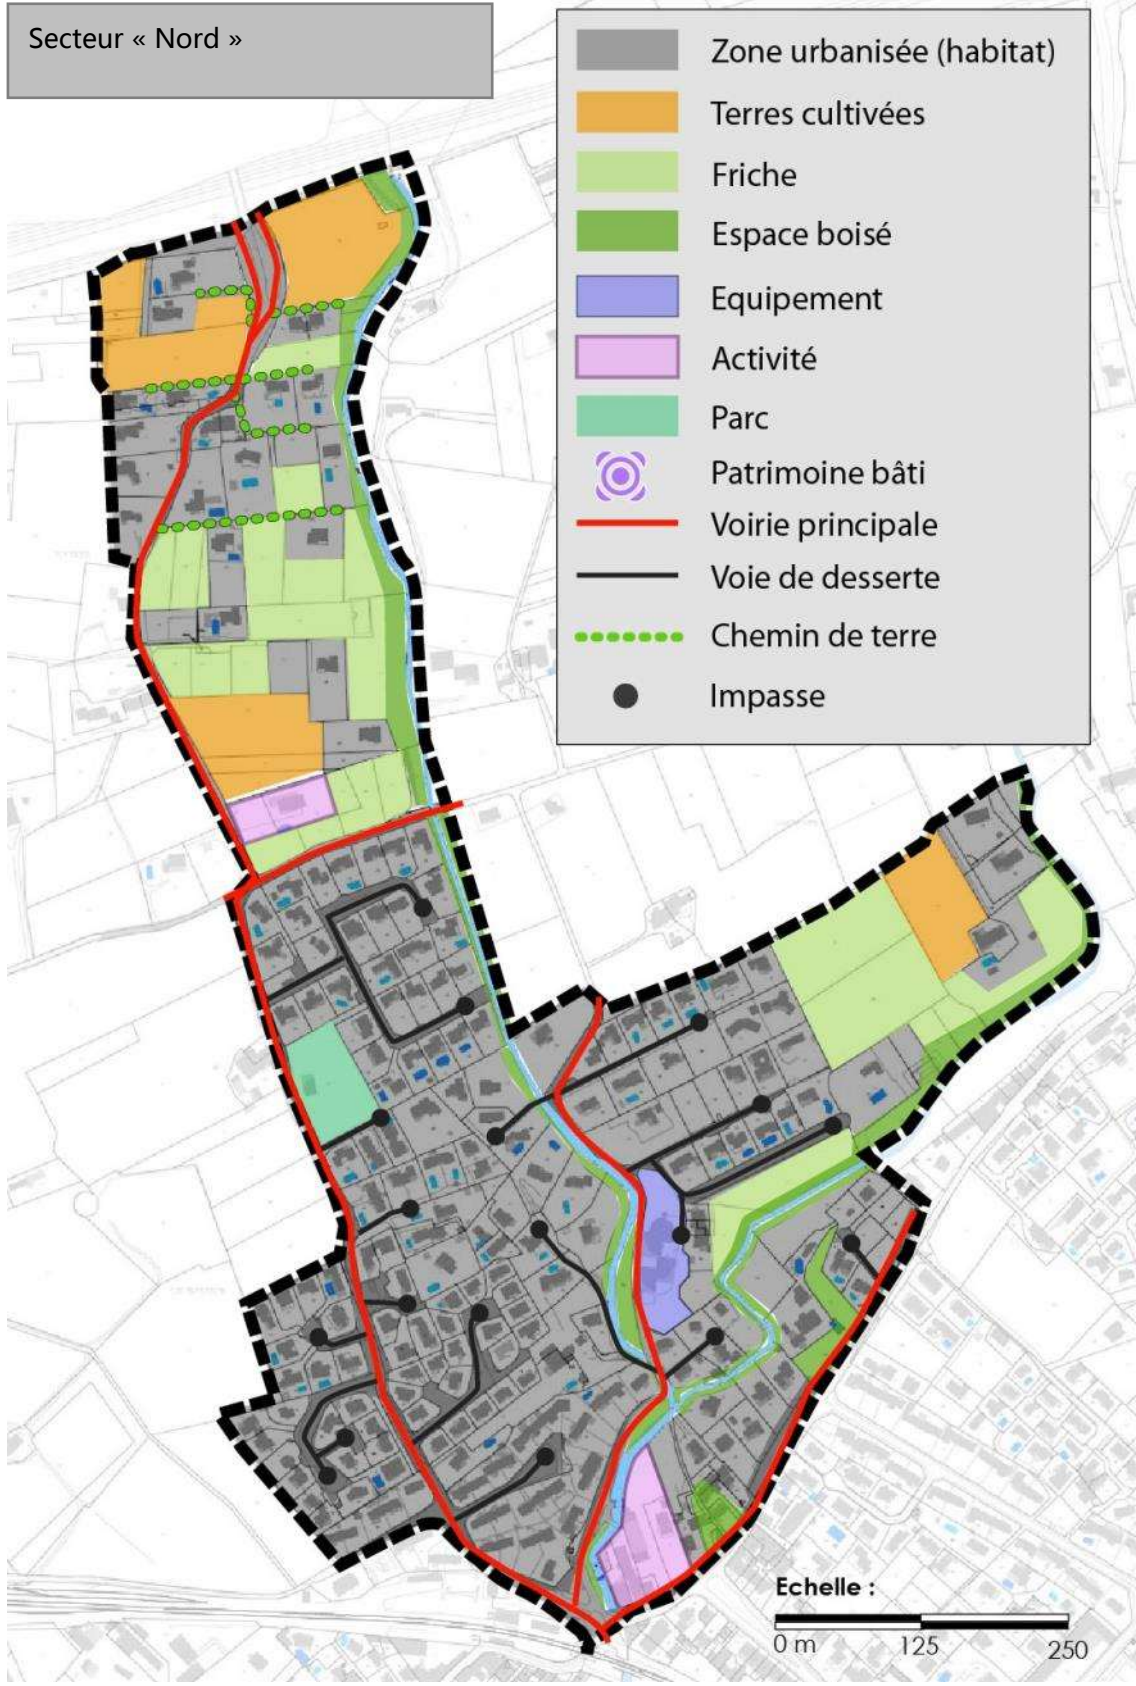 Secteur « Nord »
Zone urbanisée (habitat)
Terres cultivées
Friche
Espace boisé
Equipement
Activité
Parc
Patrimoine bâti
Voirie principale
Voie de desserte
Chemin de terre
Impasse
Echelle :
0 m 125 250